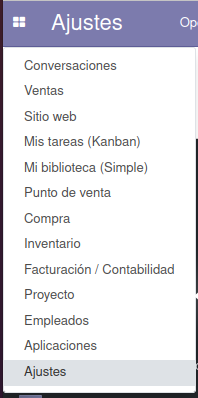 Ajustes
Ope
Conversaciones
Ventas
Sitio web
Mis tareas (Kanban)
Mi biblioteca (Simple)
Punto de venta
Compra
Inventario
Facturación / Contabilidad
Proyecto
Empleados
Aplicaciones
Ajustes